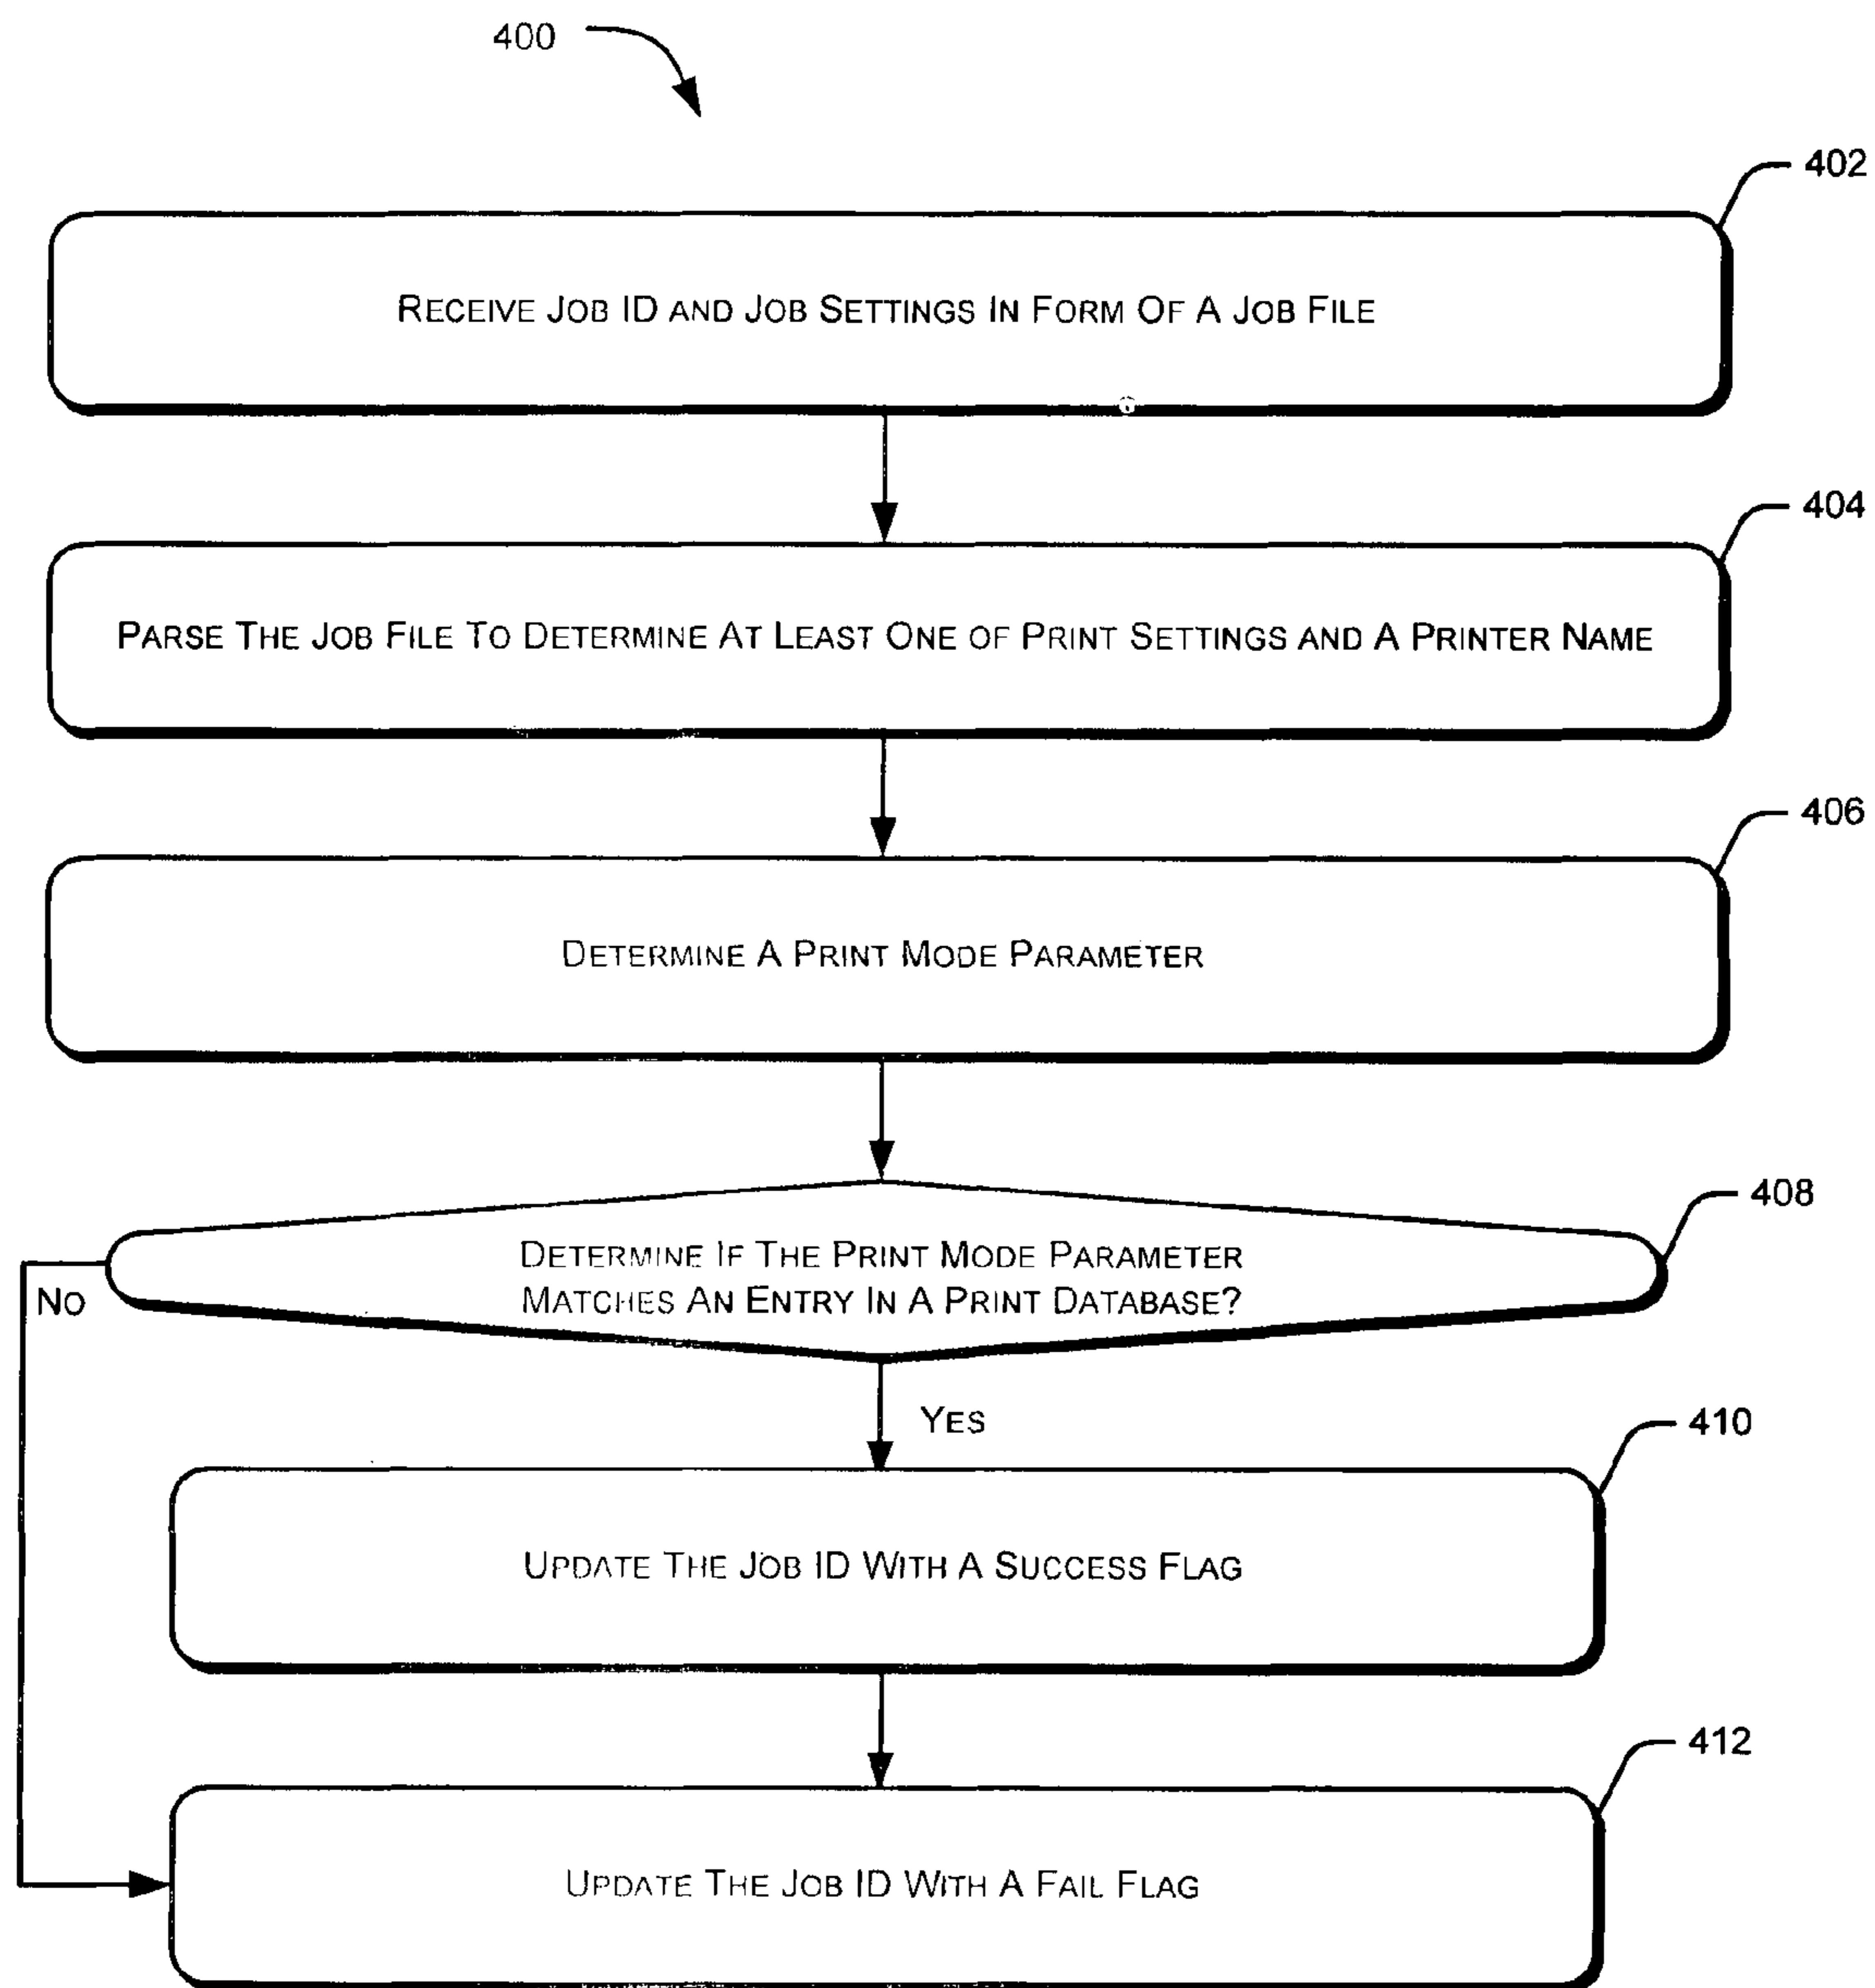 400
402
RECEIVE JOB ID AND JOB SETTINGS IN FORM OF A JOB FILE
404
PARSE THE JOB FILE TO DETERMINE AT LEAST ONE OF PRINT SETTINGS AND A PRINTER NAME
406
DETERMINE A PRINT MODE PARAMETER
408
DETERMINE IF THE PRINT MODE PARAMETER
MATCHES AN ENTRY IN A PRINT DATABASE?
NO
YES
410
UPDATE THE JOB ID WITH A SUCCESS FLAG
412
UPDATE THE JOB ID WITH A FAIL FLAG